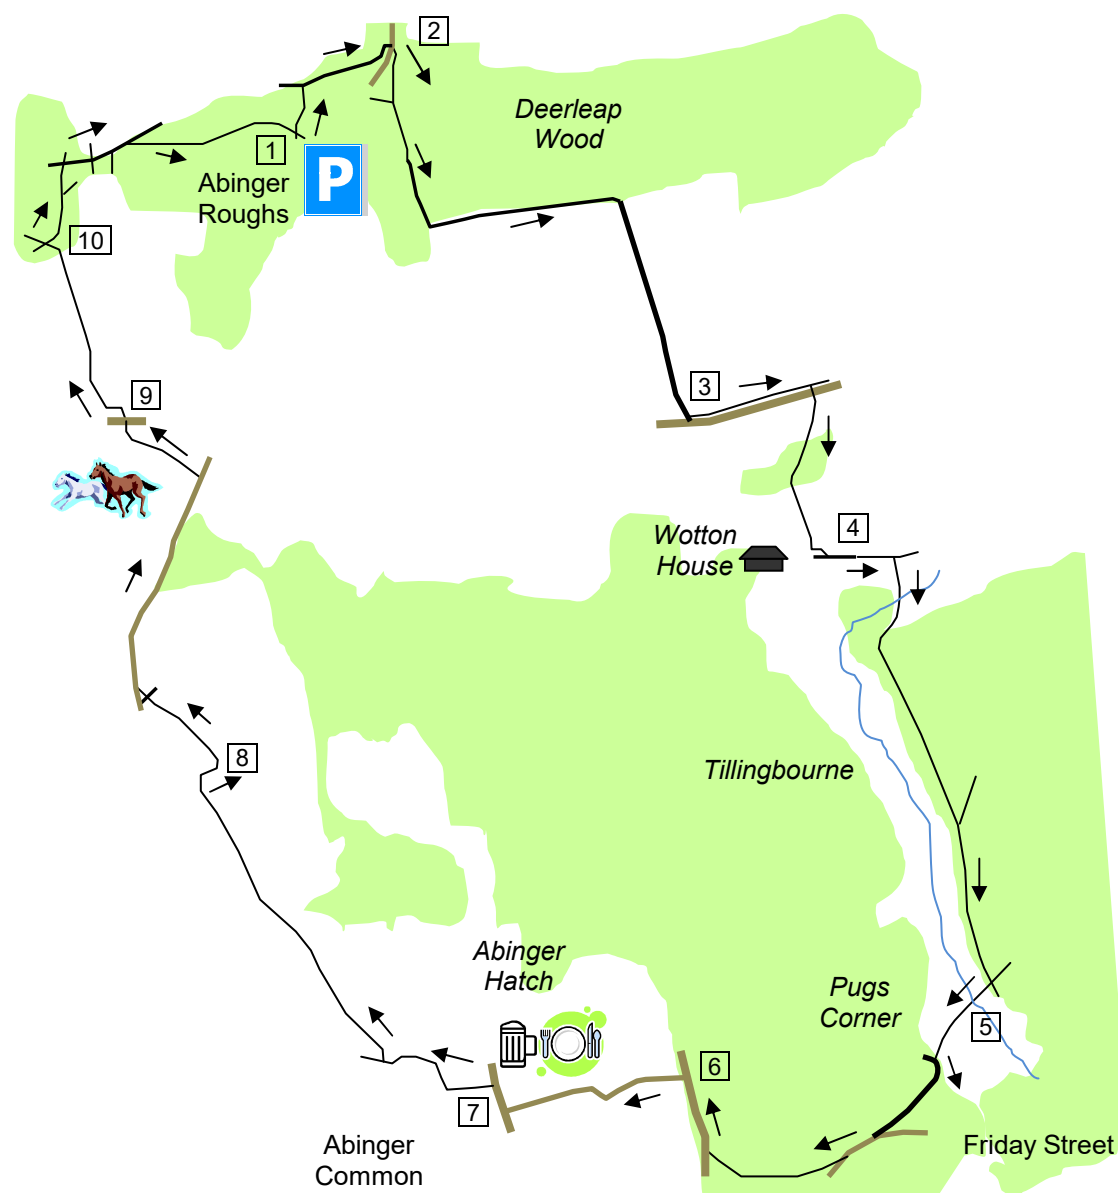 2
Deerleap
Wood
1
P
Abinger
Roughs
10
3
9
4
Wotton
House
8
Tillingbourne
Abinger
Hatch
Pugs
Corner
5
6
7
Abinger
Common
Friday Street